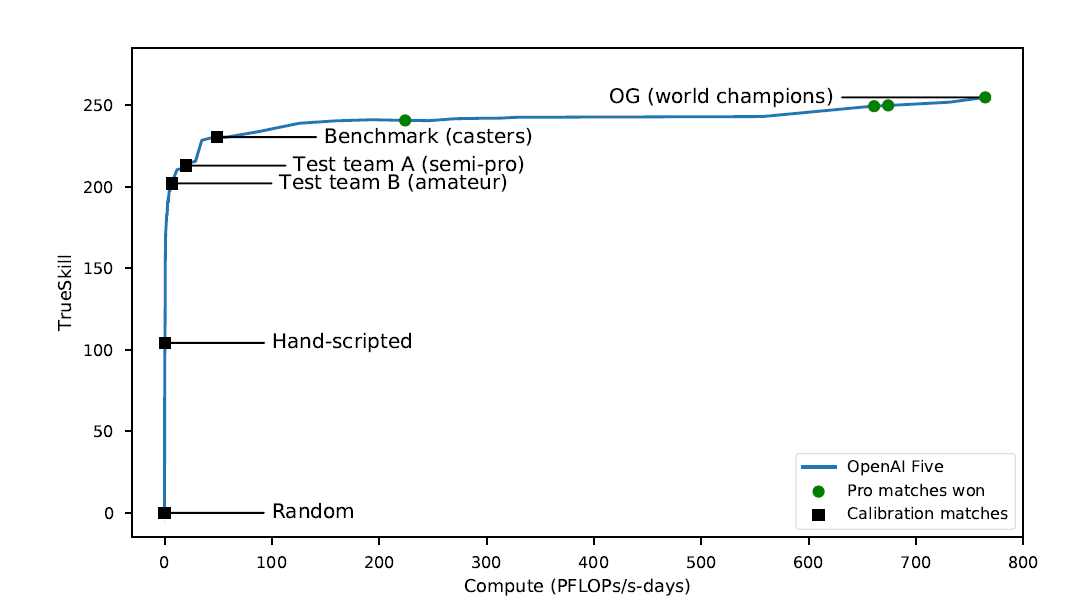 OG (world champions)
250
Benchmark (casters)
Test team A (semi-pro)
200
Test team B (amateur)
150
TrueSkill
Hand-scripted
100
50
OpenAI Five
Pro matches won
Random
0
Calibration matches
0 100 200 300 400 500 600 700 800
Compute (PFLOPs/s-days)